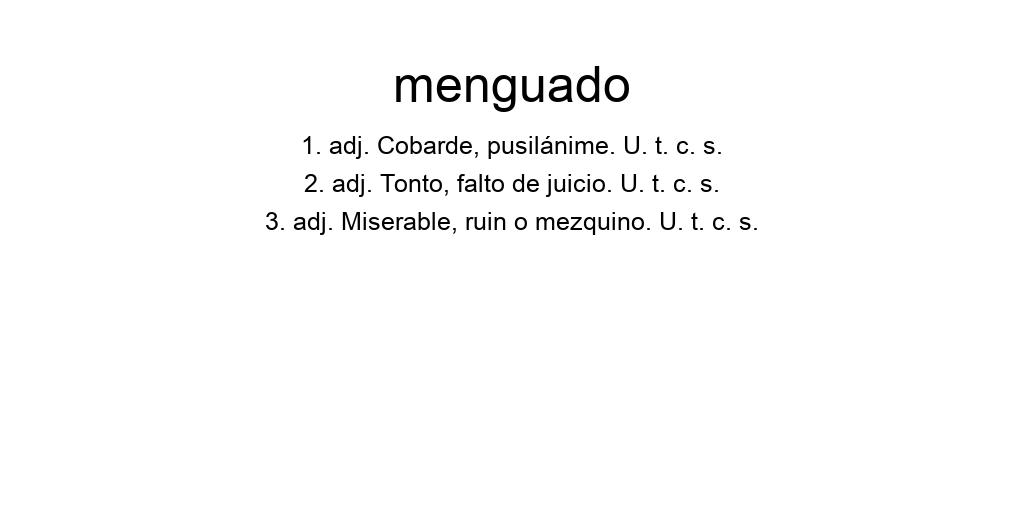 menguado
1. adj. Cobarde, pusilánime. U. t. c. s.
2. adj. Tonto, falto de juicio. U. t. c. s.
3. adj. Miserable, ruin o mezquino. U. t. c. s.